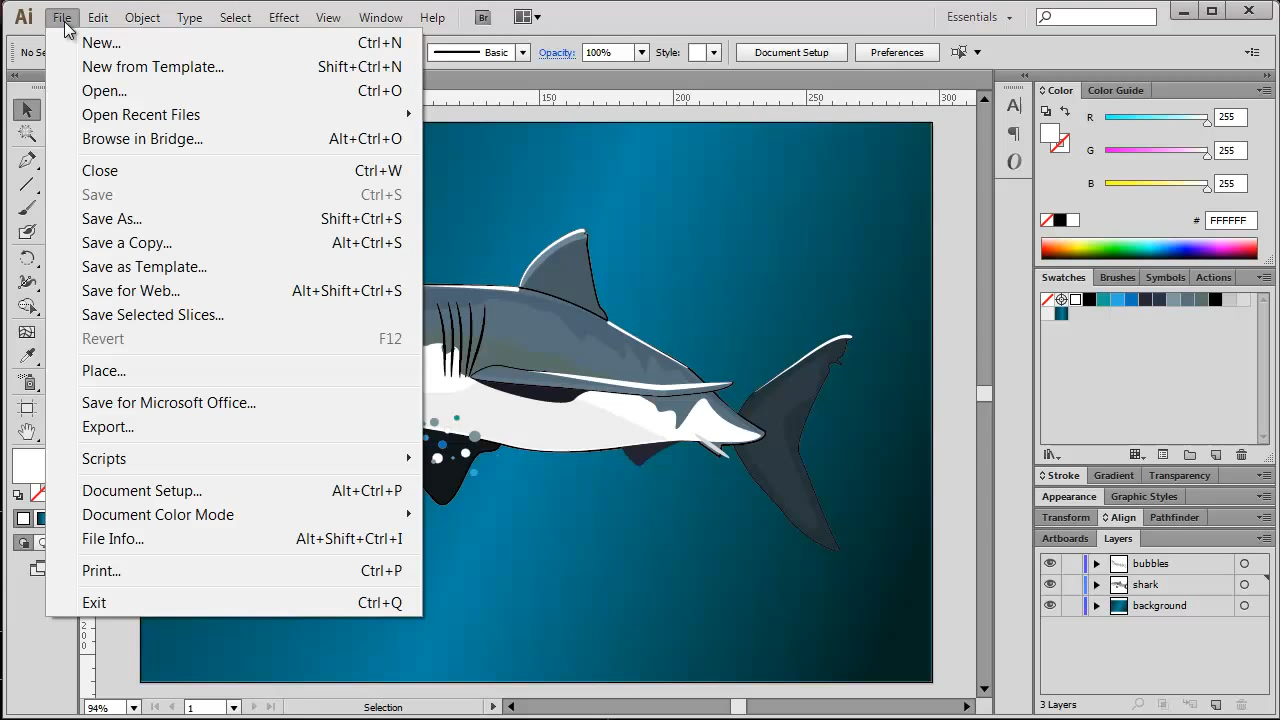 Ai File Edit Object Type Select Effect View Window Help Br Essentials
No Se Basic Opacity: 100% Style: Document Setup Preferences
New... Ctrl+N
New from Template... Shift+Ctrl+N
Open... Ctrl+O
Open Recent Files
Browse in Bridge... Alt+Ctrl+O
Close Ctrl+W
Save Ctrl+S
Save As... Shift+Ctrl+S
Save a Copy... Alt+Ctrl+S
Save as Template...
Save for Web... Alt+Shift+Ctrl+S
Save Selected Slices...
Revert F12
Place...
Save for Microsoft Office...
Export...
Scripts
Document Setup... Alt+Ctrl+P
Document Color Mode
File Info... Alt+Shift+Ctrl+I
Print... Ctrl+P
Exit Ctrl+Q
150 200 250 300
2
0
0
94% 1 Selection
Color Color Guide
R 255
G 255
B 255
# FFFFFF
Swatches Brushes Symbols Actions
Stroke Gradient Transparency
Appearance Graphic Styles
Transform Align Pathfinder
Artboards Layers
bubbles
shark
background
3 Layers